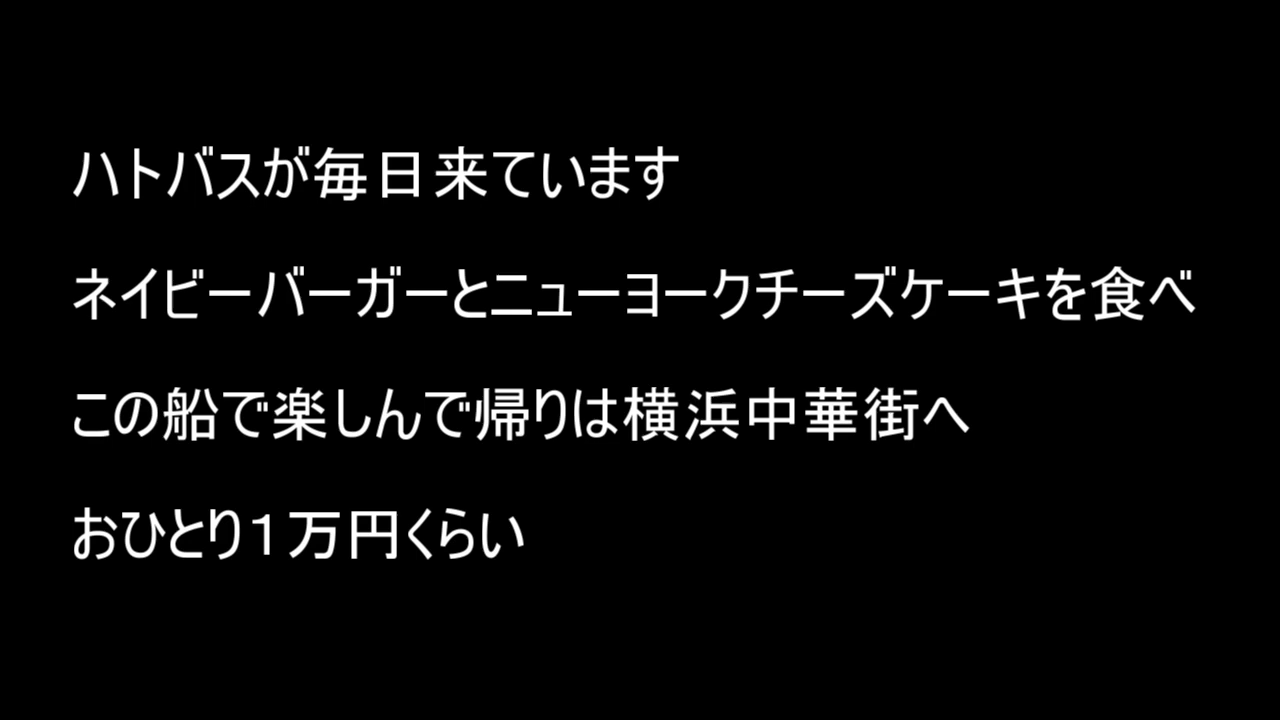 ハトバスが毎日来ています
ネイビーバーガーとニューヨークチーズケーキを食べ
この船で楽しんで帰りは横浜中華街へ
おひとり１万円くらい